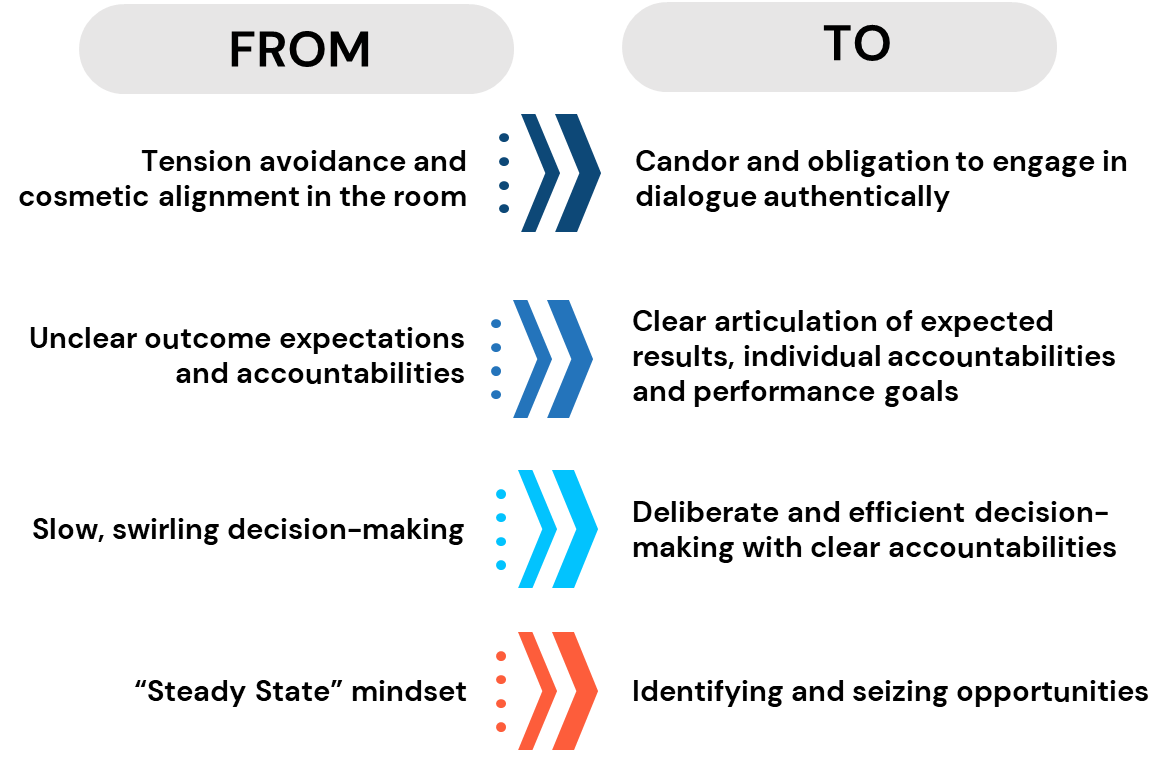 FROM
TO
Tension avoidance and
cosmetic alignment in the room
Candor and obligation to engage in
dialogue authentically
Unclear outcome expectations
and accountabilities
Clear articulation of expected
results, individual accountabilities
and performance goals
Slow, swirling decision-making
Deliberate and efficient decision-
making with clear accountabilities
“Steady State” mindset
Identifying and seizing opportunities